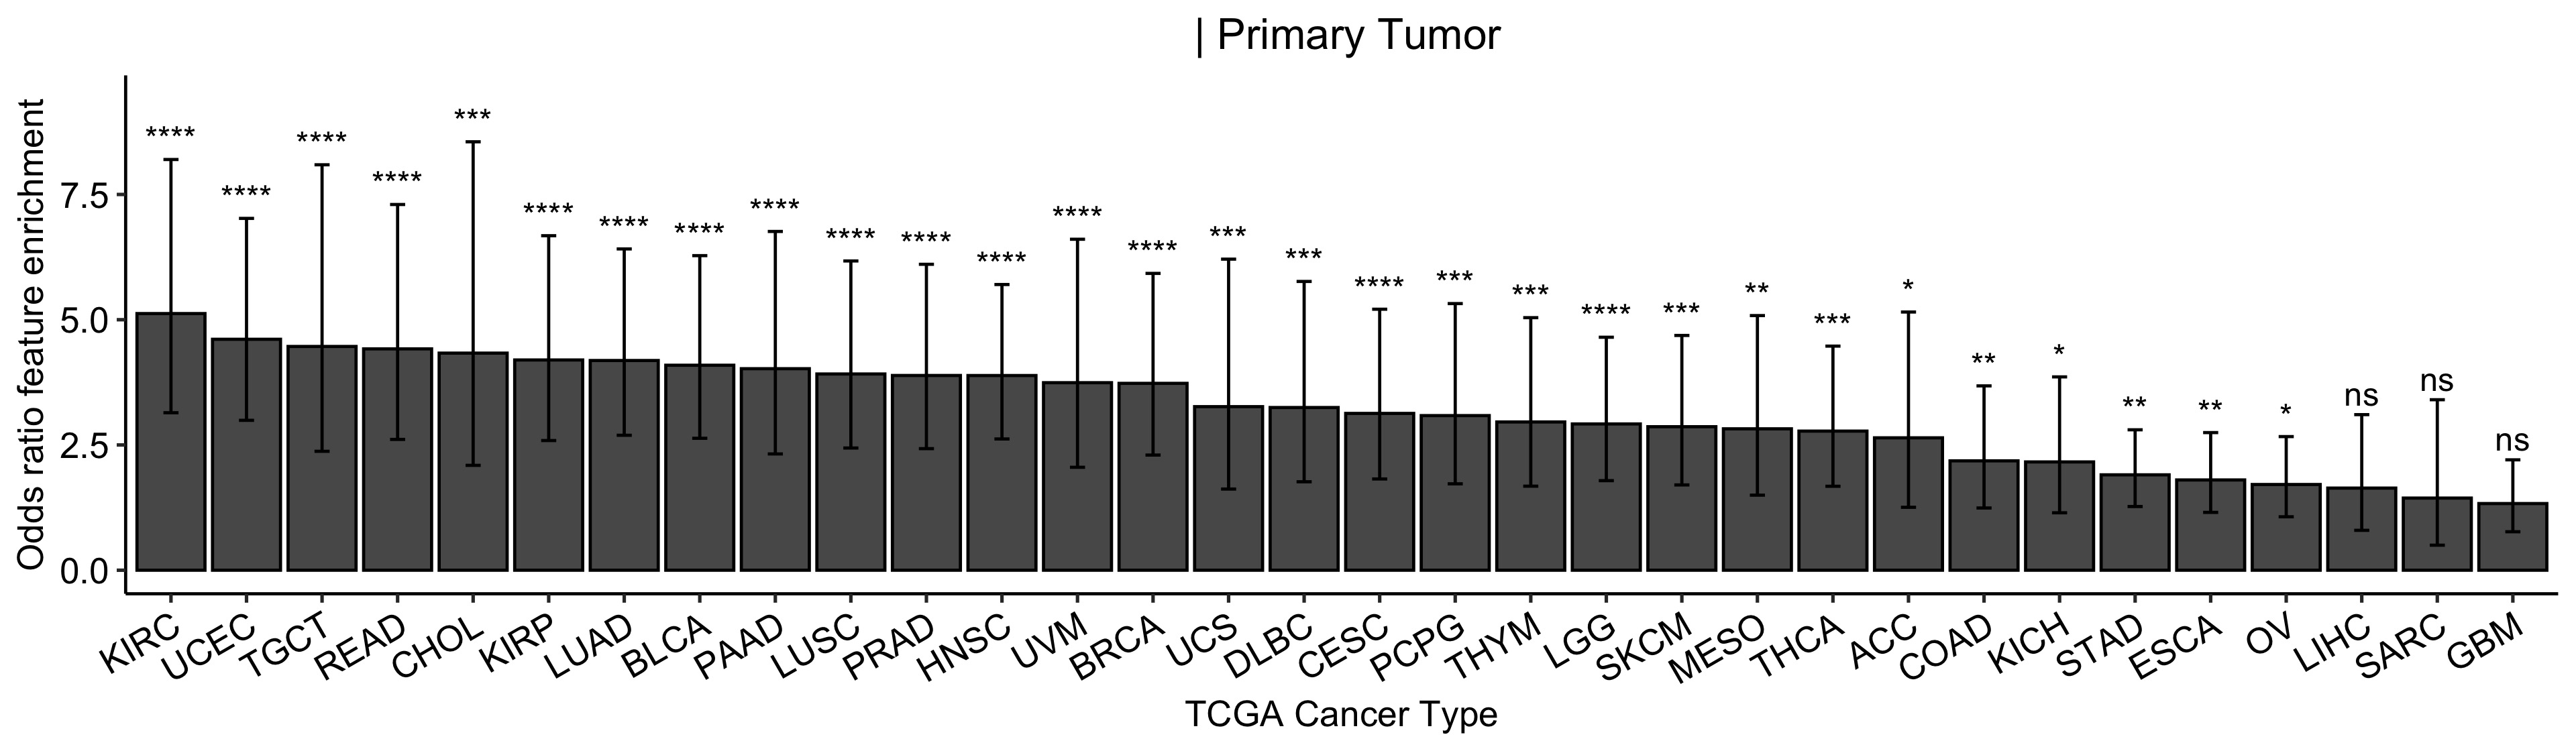 | Primary Tumor
Odds ratio feature enrichment
7.5
5.0
2.5
0.0
**** **** **** **** *** **** **** **** **** **** **** **** **** **** *** *** **** *** *** **** *** ** *** * ** * ** ** * ns ns ns
KIRC UCEC TGCT READ CHOL KIRP LUAD BLCA PAAD LUSC PRAD HNSC UVM BRCA UCS DLBC CESC PCPG THYM LGG SKCM MESO THCA ACC COAD KICH STAD ESCA OV LIHC SARC GBM
TCGA Cancer Type